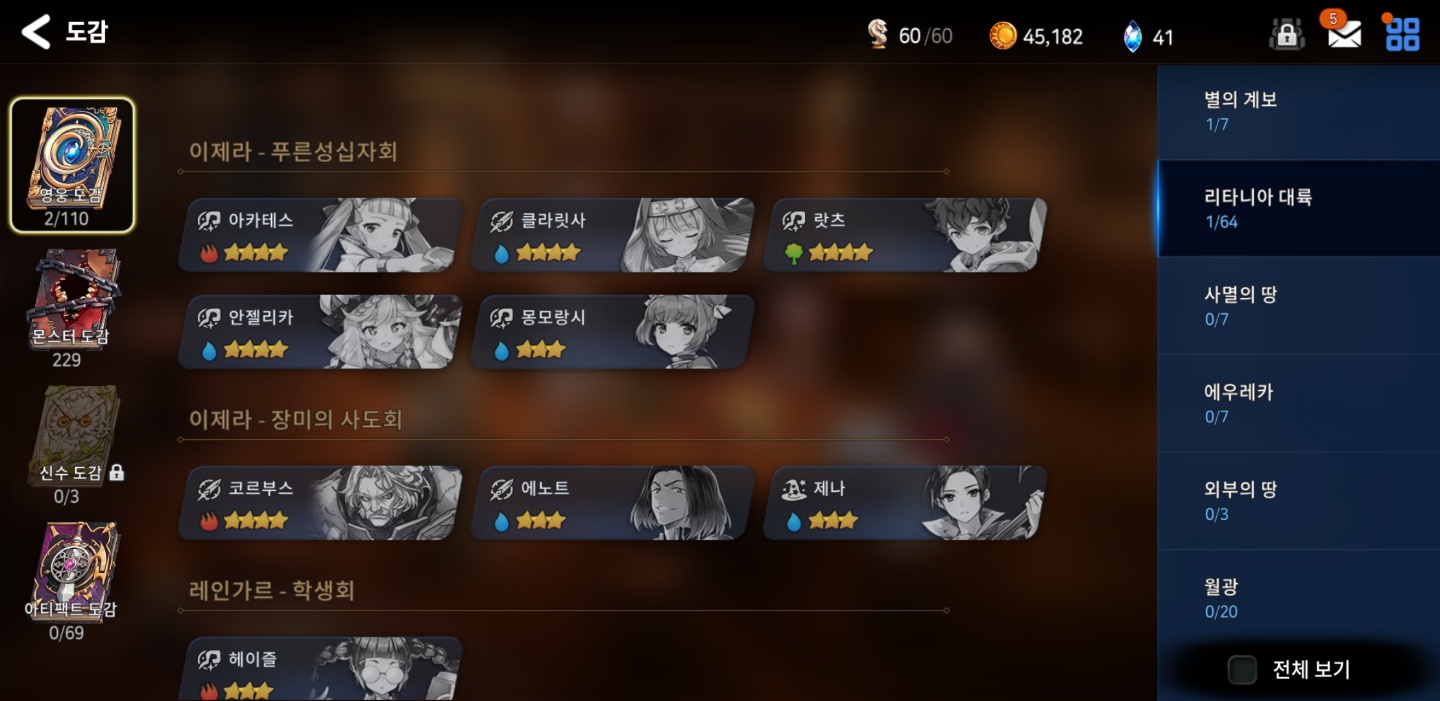 도감
60/60
45,182
41
5
영웅 도감
2/110
몬스터 도감
229
신수 도감
0/3
아티팩트 도감
0/69
이제라 - 푸른성십자회
아카테스
클라릿사
랏츠
안젤리카
몽모랑시
이제라 - 장미의 사도회
코르부스
에노트
제나
레인가르 - 학생회
헤이즐
별의 계보
1/7
리타니아 대륙
1/64
사멸의 땅
0/7
에우레카
0/7
외부의 땅
0/3
월광
0/20
전체 보기